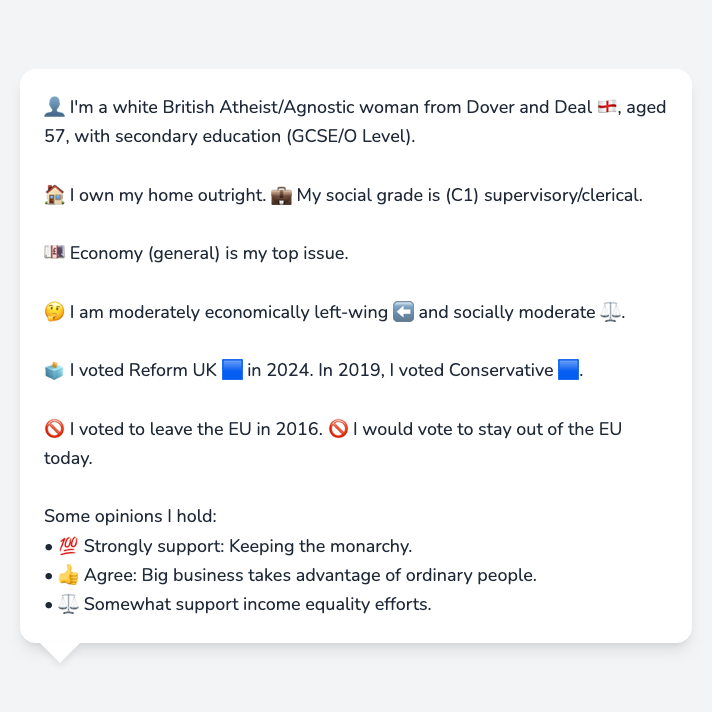 👤 I'm a white British Atheist/Agnostic woman from Dover and Deal 🏴󠁧󠁢󠁥󠁮󠁧󠁿, aged
57, with secondary education (GCSE/O Level).
🏠 I own my home outright. 💼 My social grade is (C1) supervisory/clerical.
💷 Economy (general) is my top issue.
🤔 I am moderately economically left-wing ⬅️ and socially moderate ⚖️.
🗳️ I voted Reform UK 🟦 in 2024. In 2019, I voted Conservative 🟦.
🚫 I voted to leave the EU in 2016. 🚫 I would vote to stay out of the EU
today.
Some opinions I hold:
• 💯 Strongly support: Keeping the monarchy.
• 👍 Agree: Big business takes advantage of ordinary people.
• ⚖️ Somewhat support income equality efforts.